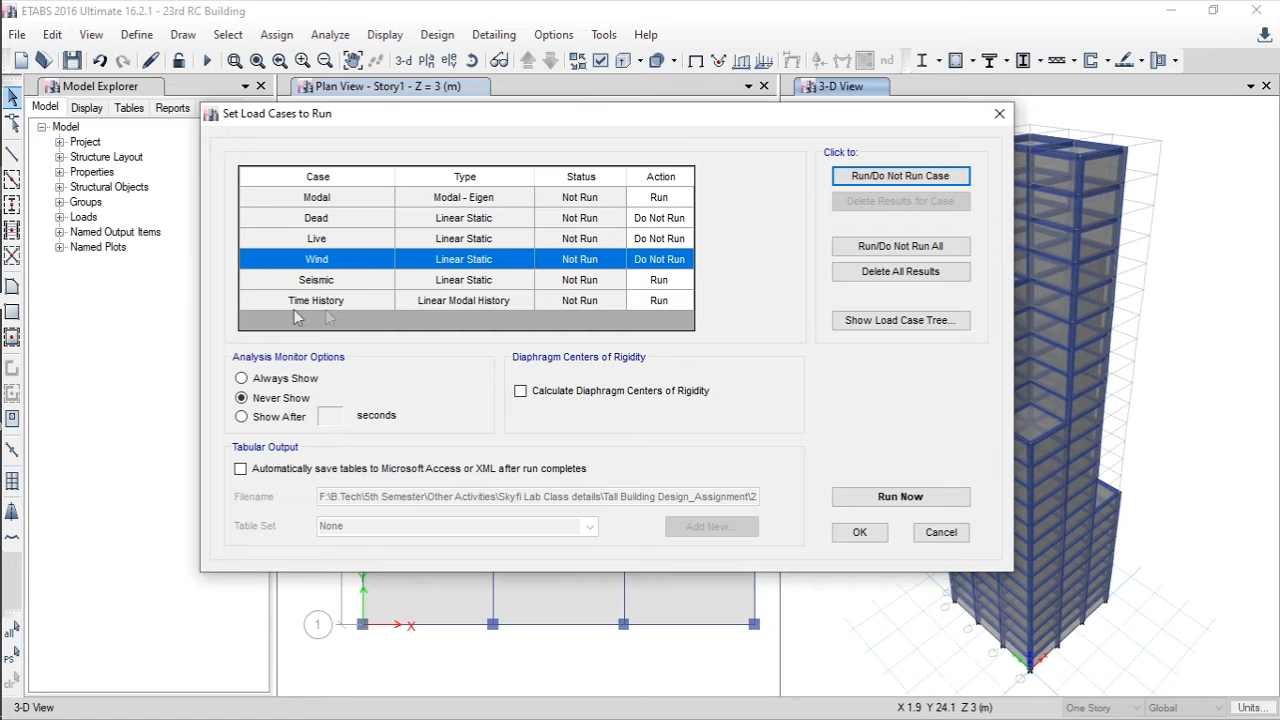 ETABS 2016 Ultimate 16.2.1 - 23rd RC Building
File Edit View Define Draw Select Assign Analyze Display Design Detailing Options Tools Help
3-d nd
Model Explorer
Plan View - Story1 - Z = 3 (m)
3-D View
Model Display Tables Reports
Model
Project
Structure Layout
Properties
Structural Objects
Groups
Loads
Named Output Items
Named Plots
Set Load Cases to Run
Case Type Status Action
Modal Modal - Eigen Not Run Run
Dead Linear Static Not Run Do Not Run
Live Linear Static Not Run Do Not Run
Wind Linear Static Not Run Do Not Run
Seismic Linear Static Not Run Run
Time History Linear Modal History Not Run Run
Click to:
Run/Do Not Run Case
Delete Results for Case
Run/Do Not Run All
Delete All Results
Show Load Case Tree...
Analysis Monitor Options
Always Show
Never Show
Show After seconds
Diaphragm Centers of Rigidity
Calculate Diaphragm Centers of Rigidity
Tabular Output
Automatically save tables to Microsoft Access or XML after run completes
Filename F:\B.Tech\5th Semester\Other Activities\Skyfi Lab Class details\Tall Building Design_Assignment\2
Table Set None Add New...
Run Now
OK Cancel
Y
1 X
all
PS
clr
3-D View X 1.9 Y 24.1 Z 3 (m) One Story Global Units...